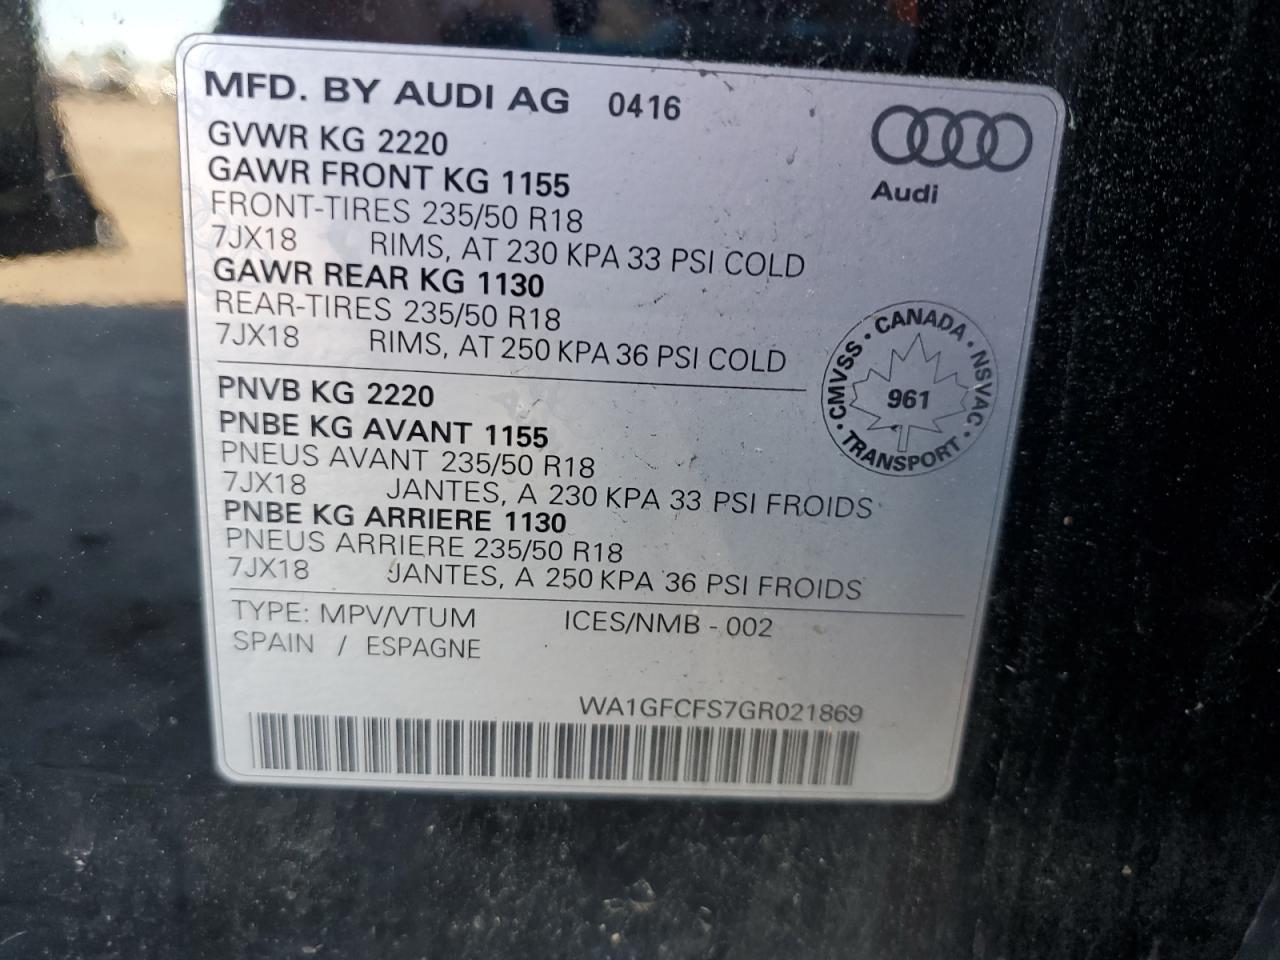 MFD. BY AUDI AG 0416
Audi
GVWR KG 2220
GAWR FRONT KG 1155
FRONT-TIRES 235/50 R18
7JX18 RIMS, AT 230 KPA 33 PSI COLD
GAWR REAR KG 1130
REAR-TIRES 235/50 R18
7JX18 RIMS, AT 250 KPA 36 PSI COLD
CMVSS · CANADA · NSVAC · TRANSPORT ·
961
PNVB KG 2220
PNBE KG AVANT 1155
PNEUS AVANT 235/50 R18
7JX18 JANTES, A 230 KPA 33 PSI FROIDS
PNBE KG ARRIERE 1130
PNEUS ARRIERE 235/50 R18
7JX18 JANTES, A 250 KPA 36 PSI FROIDS
TYPE: MPV/VTUM ICES/NMB - 002
SPAIN / ESPAGNE
WA1GFCFS7GR021869